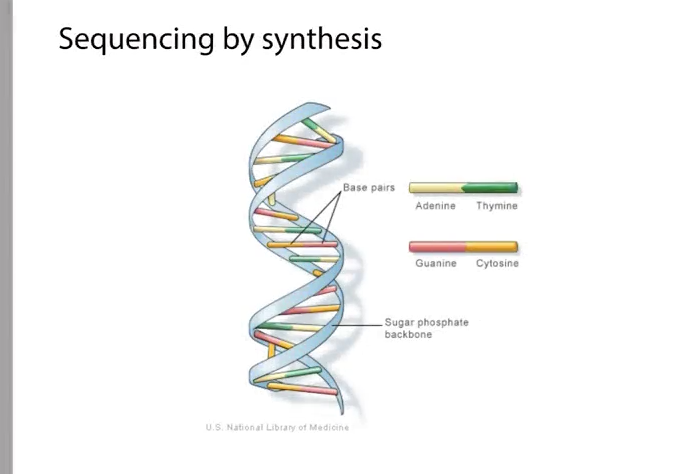 Sequencing by synthesis
Base pairs
Adenine Thymine
Guanine Cytosine
Sugar phosphate
backbone
U.S. National Library of Medicine